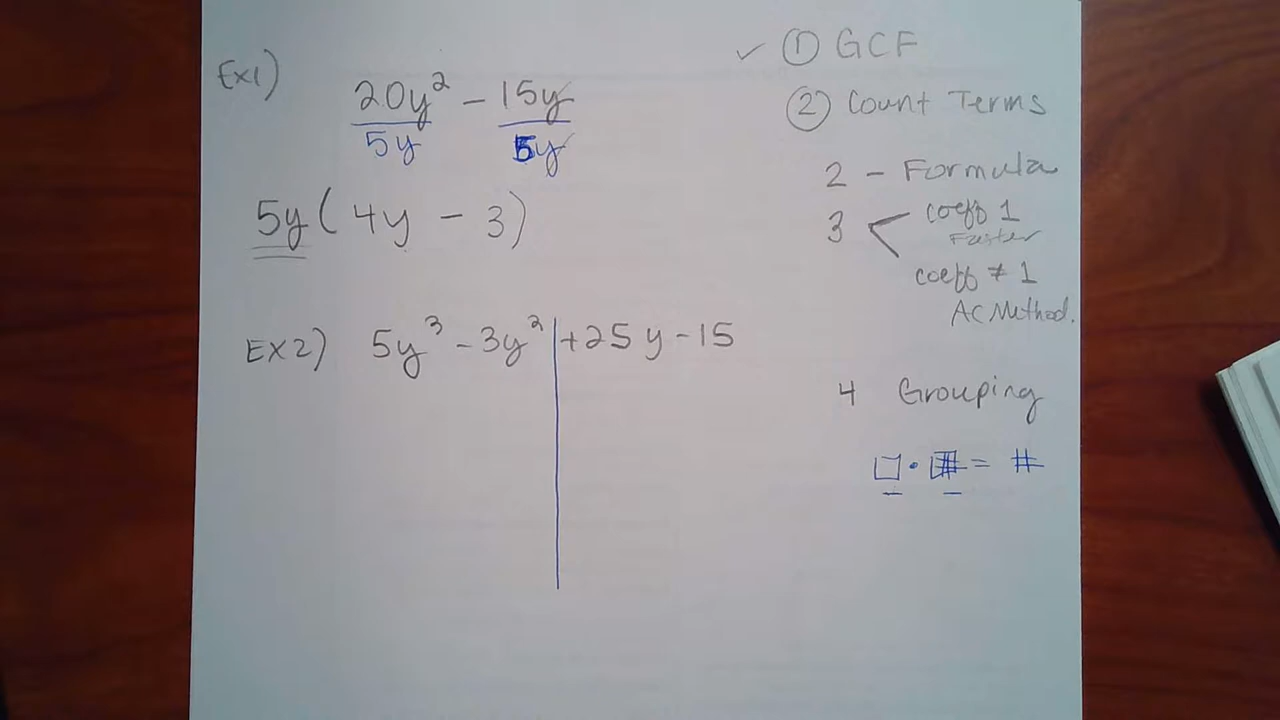 Ex1)
20y² - 15y
5y 5y
5y(4y - 3)
EX2) 5y³ - 3y² + 25y - 15
✓ ① GCF
② Count Terms
2 - Formula
3 < coeff 1
Faster
coeff ≠ 1
AC Method.
4 Grouping
□ · # = #